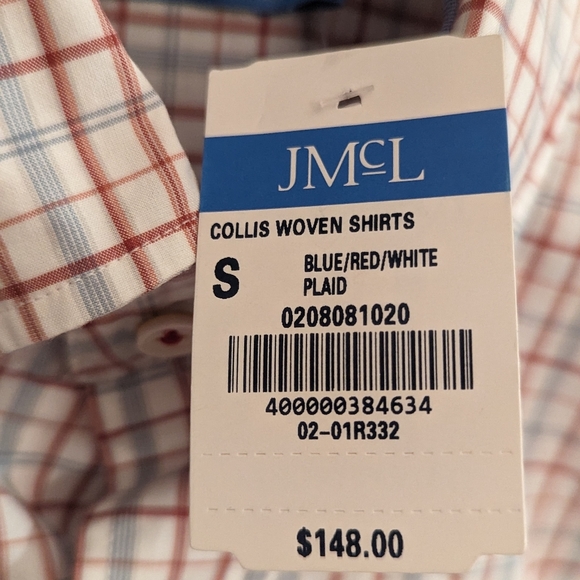 JMcL
COLLIS WOVEN SHIRTS
S BLUE/RED/WHITE
PLAID
0208081020
400000384634
02-01R332
$148.00